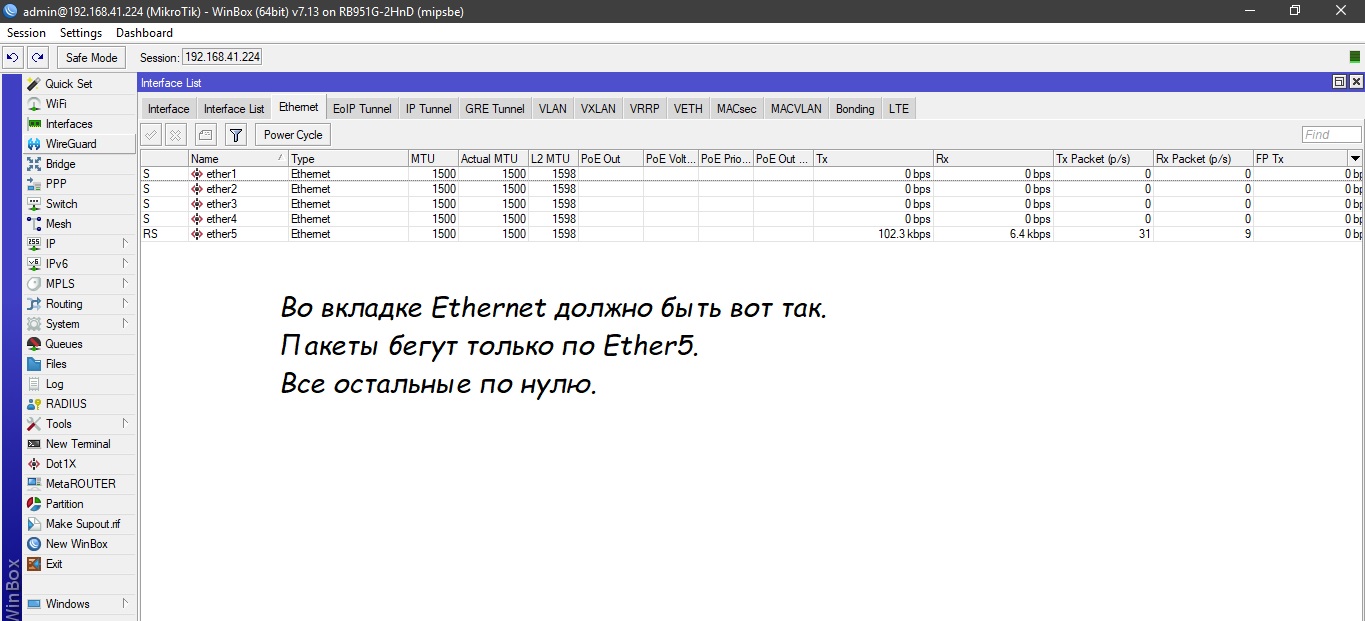 admin@192.168.41.224 (MikroTik) - WinBox (64bit) v7.13 on RB951G-2HnD (mipsbe)
Session Settings Dashboard
Safe Mode Session: 192.168.41.224
Interface List
Interface Interface List Ethernet EoIP Tunnel IP Tunnel GRE Tunnel VLAN VXLAN VRRP VETH MACsec MACVLAN Bonding LTE
Power Cycle Find
Name Type MTU Actual MTU L2 MTU PoE Out PoE Volt... PoE Prio... PoE Out ... Tx Rx Tx Packet (p/s) Rx Packet (p/s) FP Tx
S ether1 Ethernet 1500 1500 1598 0 bps 0 bps 0 0 0 bp
S ether2 Ethernet 1500 1500 1598 0 bps 0 bps 0 0 0 bp
S ether3 Ethernet 1500 1500 1598 0 bps 0 bps 0 0 0 bp
S ether4 Ethernet 1500 1500 1598 0 bps 0 bps 0 0 0 bp
RS ether5 Ethernet 1500 1500 1598 102.3 kbps 6.4 kbps 31 9 0 bp
Во вкладке Ethernet должно быть вот так.
Пакеты бегут только по Ether5.
Все остальные по нулю.
Quick Set
WiFi
Interfaces
WireGuard
Bridge
PPP
Switch
Mesh
IP
IPv6
MPLS
Routing
System
Queues
Files
Log
RADIUS
Tools
New Terminal
Dot1X
MetaROUTER
Partition
Make Supout.rif
New WinBox
Exit
Windows
WinBox